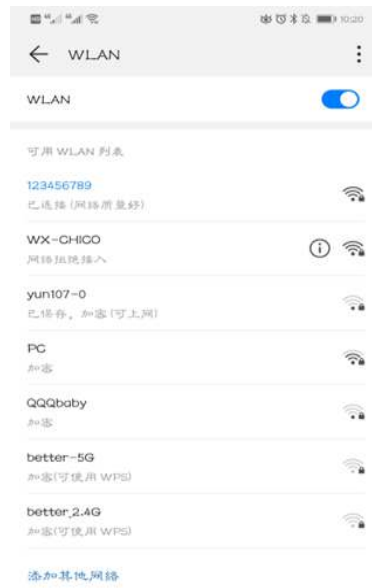 10:20
WLAN
WLAN
可用 WLAN 列表
123456789
已连接 (网络质量好)
WX-CHICO
网络拒绝接入
yun107-0
已保存，加密 (可上网)
PC
加密
QQQbaby
加密
better-5G
加密(可使用 WPS)
better_2.4G
加密(可使用 WPS)
添加其他网络